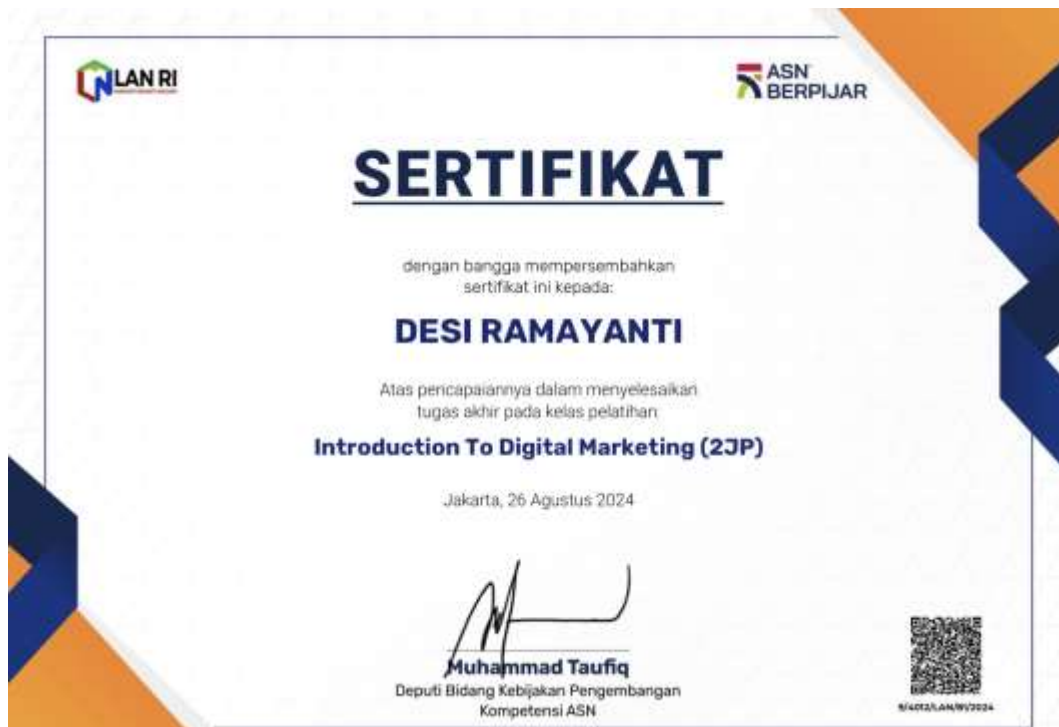 LAN RI
ASN
BERPIJAR
SERTIFIKAT
dengan bangga mempersembahkan
sertifikat ini kepada:
DESI RAMAYANTI
Atas pencapaiannya dalam menyelesaikan
tugas akhir pada kelas pelatihan
Introduction To Digital Marketing (2JP)
Jakarta, 26 Agustus 2024
Muhammad Taufiq
Deputi Bidang Kebijakan Pengembangan
Kompetensi ASN